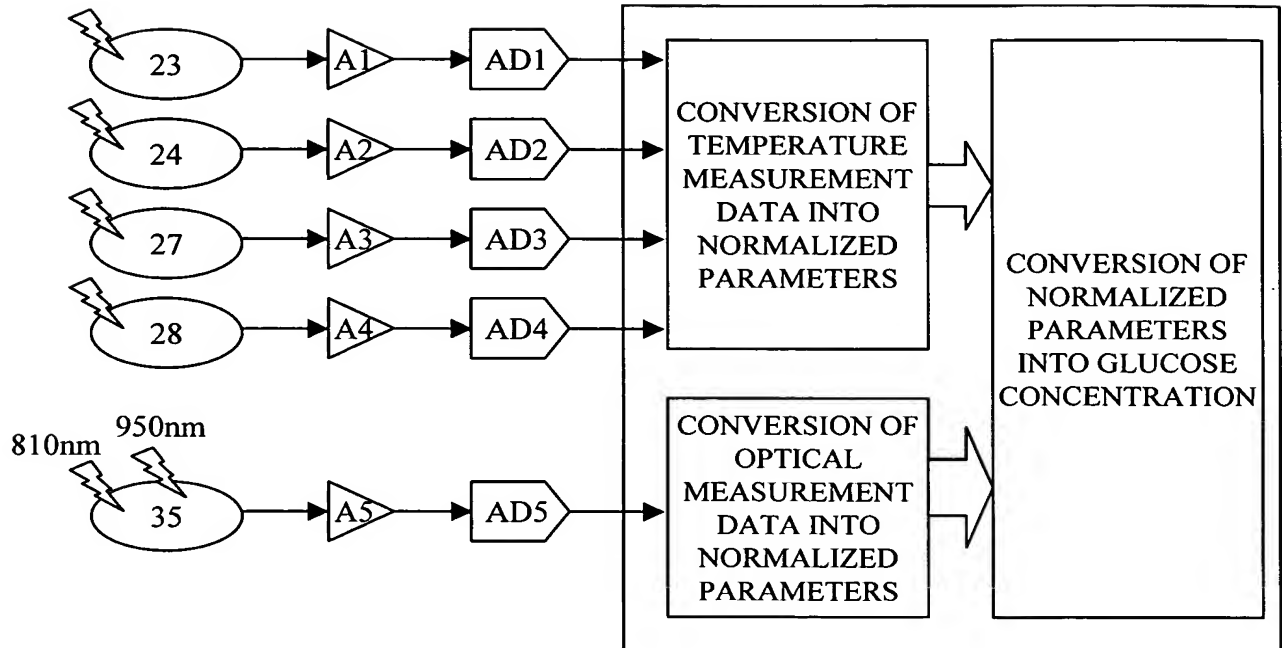 23 A1 AD1
24 A2 AD2
27 A3 AD3
28 A4 AD4
CONVERSION OF
TEMPERATURE
MEASUREMENT
DATA INTO
NORMALIZED
PARAMETERS
810nm 950nm
35 A5 AD5
CONVERSION OF
OPTICAL
MEASUREMENT
DATA INTO
NORMALIZED
PARAMETERS
CONVERSION OF
NORMALIZED
PARAMETERS
INTO GLUCOSE
CONCENTRATION